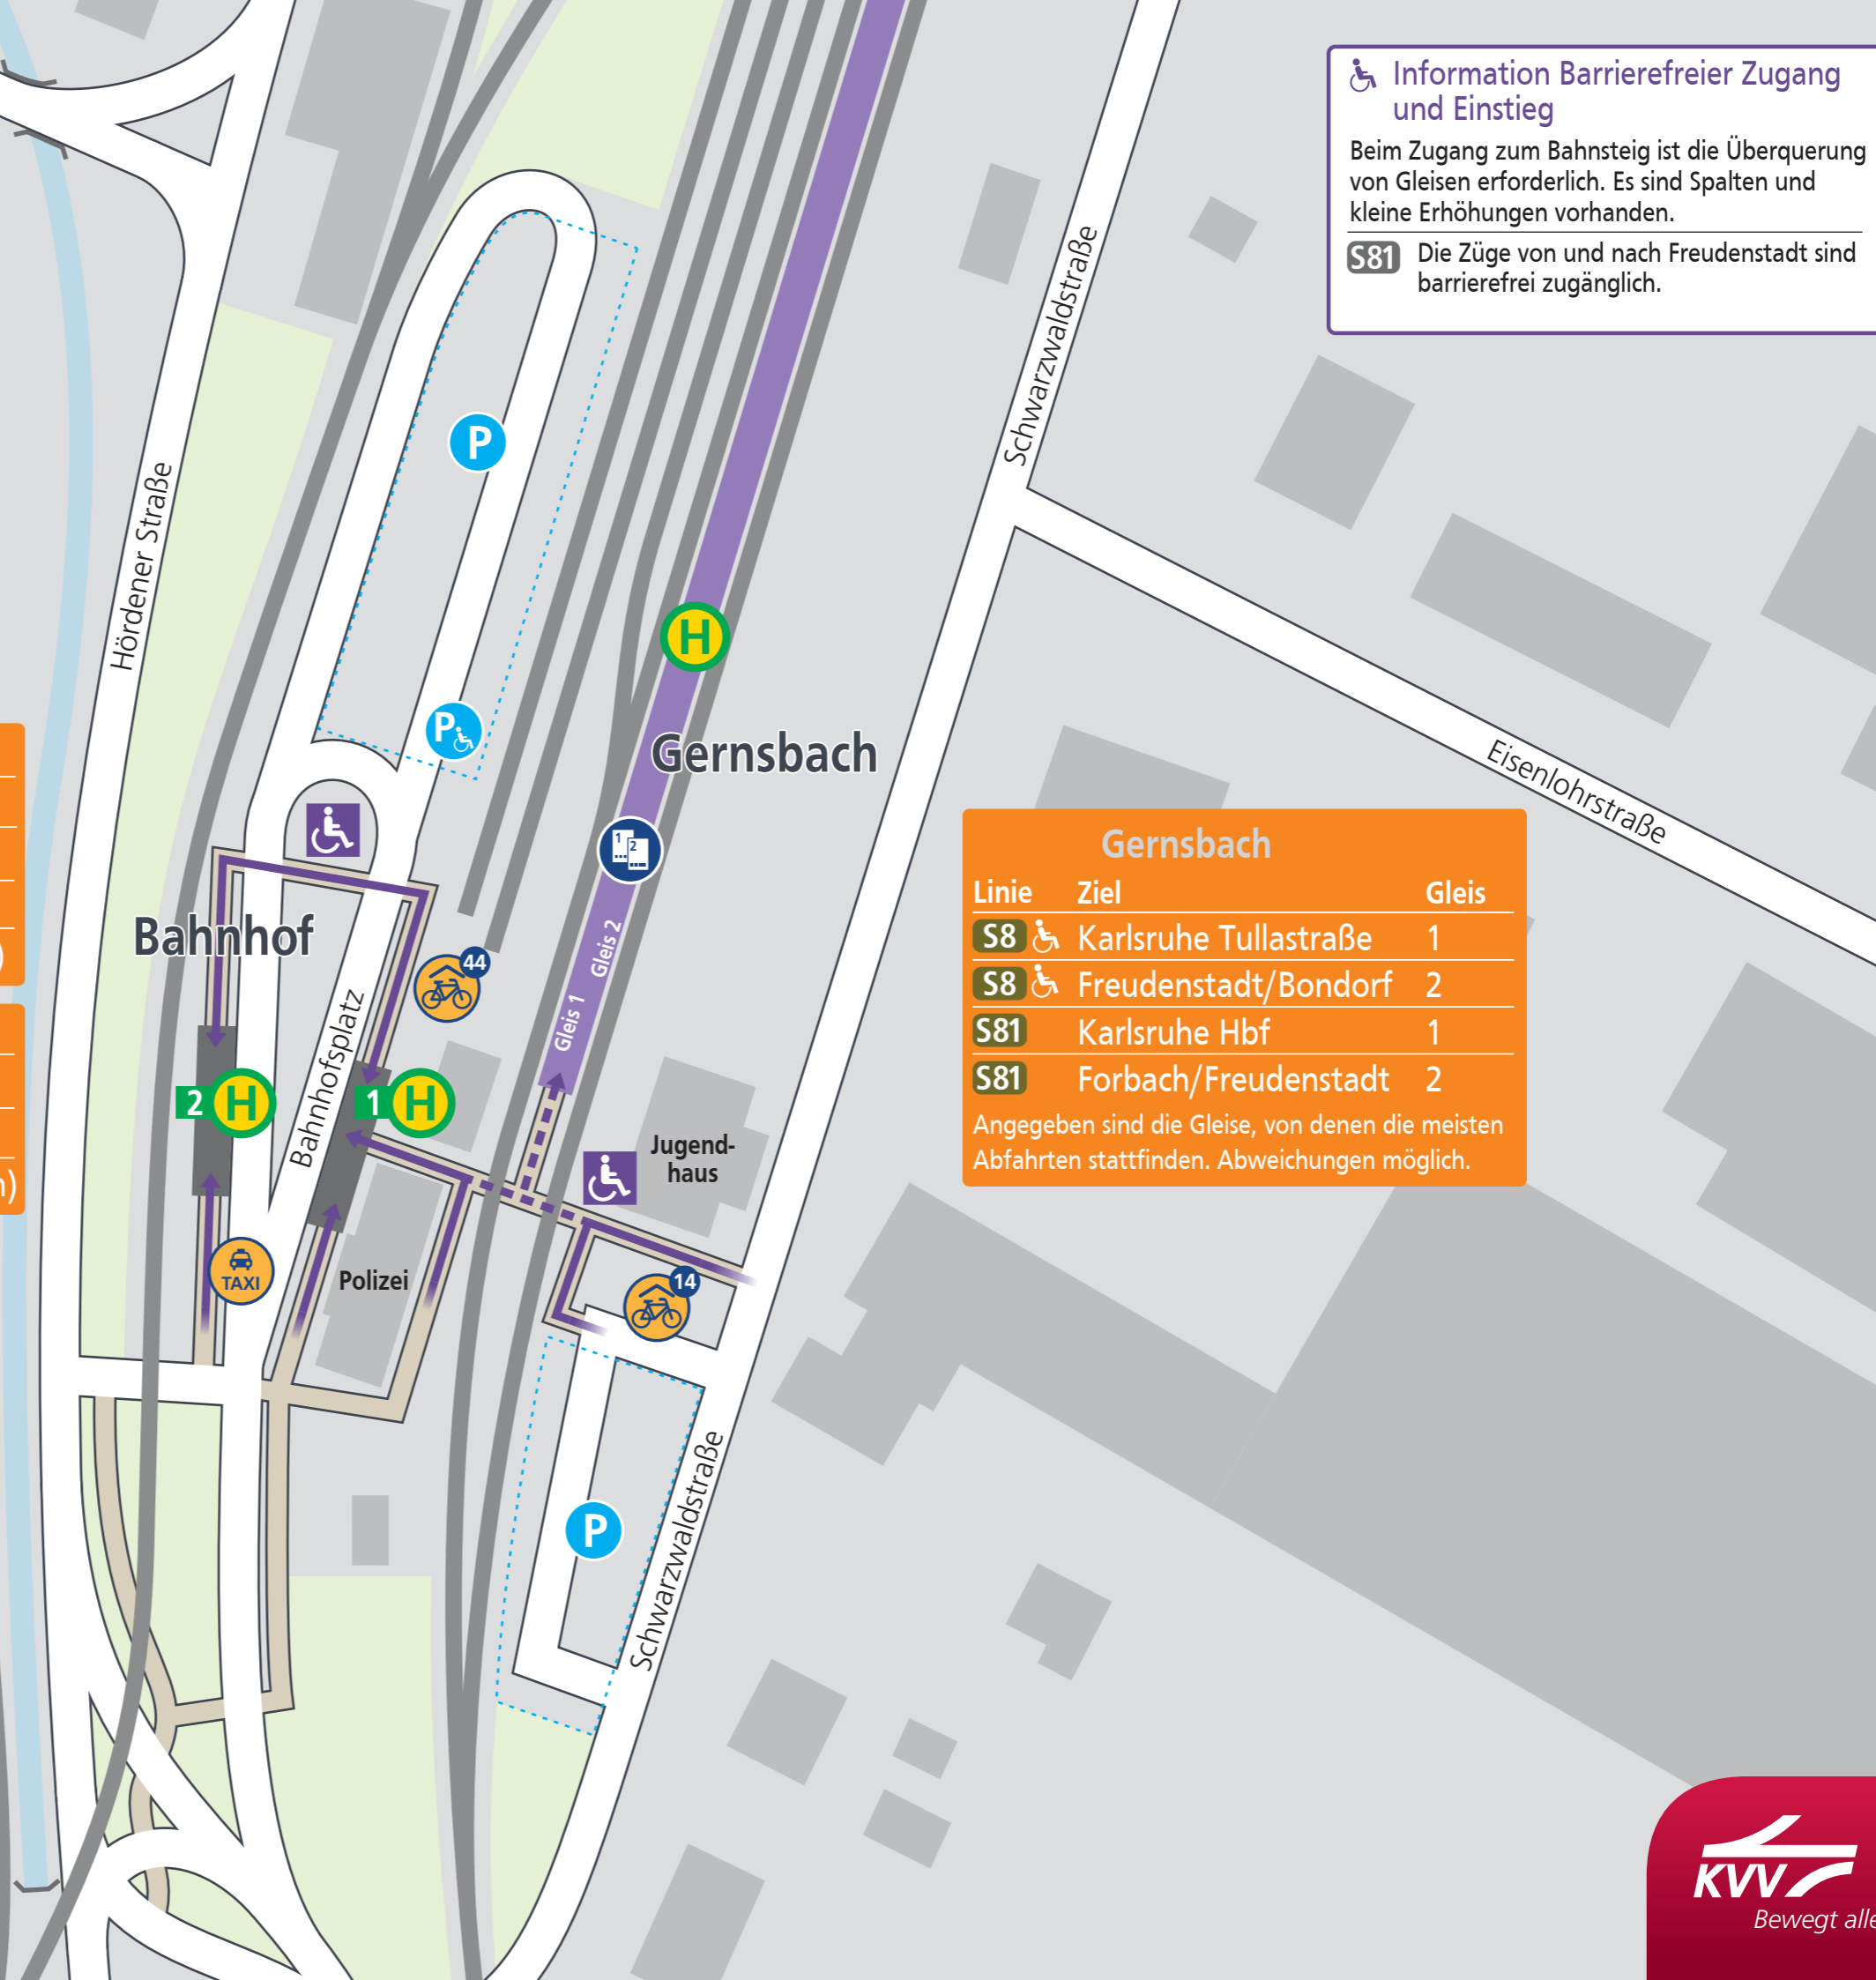 Information Barrierefreier Zugang
und Einstieg
Beim Zugang zum Bahnsteig ist die Überquerung
von Gleisen erforderlich. Es sind Spalten und
kleine Erhöhungen vorhanden.
S81 Die Züge von und nach Freudenstadt sind
barrierefrei zugänglich.
Schwarzwaldstraße
Hördener Straße
P
H
P
Gernsbach
Eisenlohrstraße
1 2
Gernsbach
Linie Ziel Gleis
S8 Karlsruhe Tullastraße 1
S8 Freudenstadt/Bondorf 2
S81 Karlsruhe Hbf 1
S81 Forbach/Freudenstadt 2
Angegeben sind die Gleise, von denen die meisten
Abfahrten stattfinden. Abweichungen möglich.
Bahnhof
44
Gleis 1 Gleis 2
Bahnhofsplatz
2 H
1 H
Jugend-
haus
TAXI
Polizei
14
P
Schwarzwaldstraße
KVV
Bewegt